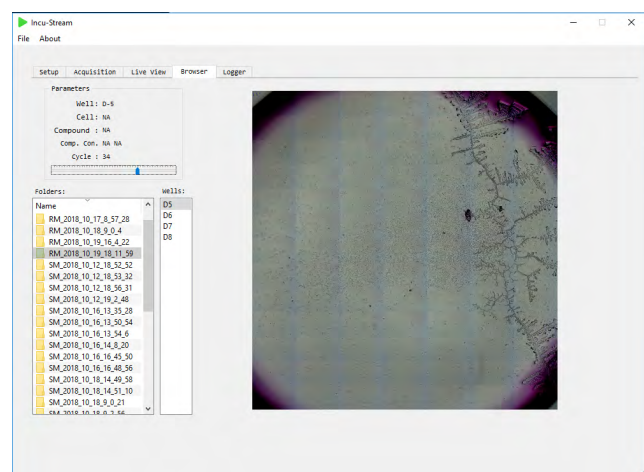 Incu-Stream
File About
Setup Acquisition Live View Browser Logger
Parameters
Well: D-5
Cell: NA
Compound : NA
Comp. Con. NA NA
Cycle : 34
Folders:
Wells:
Name
RM_2018_10_17_8_57_28
RM_2018_10_18_9_0_4
RM_2018_10_19_16_4_22
RM_2018_10_19_18_11_59
SM_2018_10_12_18_52_52
SM_2018_10_12_18_53_32
SM_2018_10_12_18_56_31
SM_2018_10_12_19_2_48
SM_2018_10_16_13_35_28
SM_2018_10_16_13_50_54
SM_2018_10_16_13_54_6
SM_2018_10_16_14_8_20
SM_2018_10_16_16_45_50
SM_2018_10_16_16_48_56
SM_2018_10_18_14_49_58
SM_2018_10_18_14_51_10
SM_2018_10_18_9_0_21
SM_2018_10_18_9_2_56
D5
D6
D7
D8